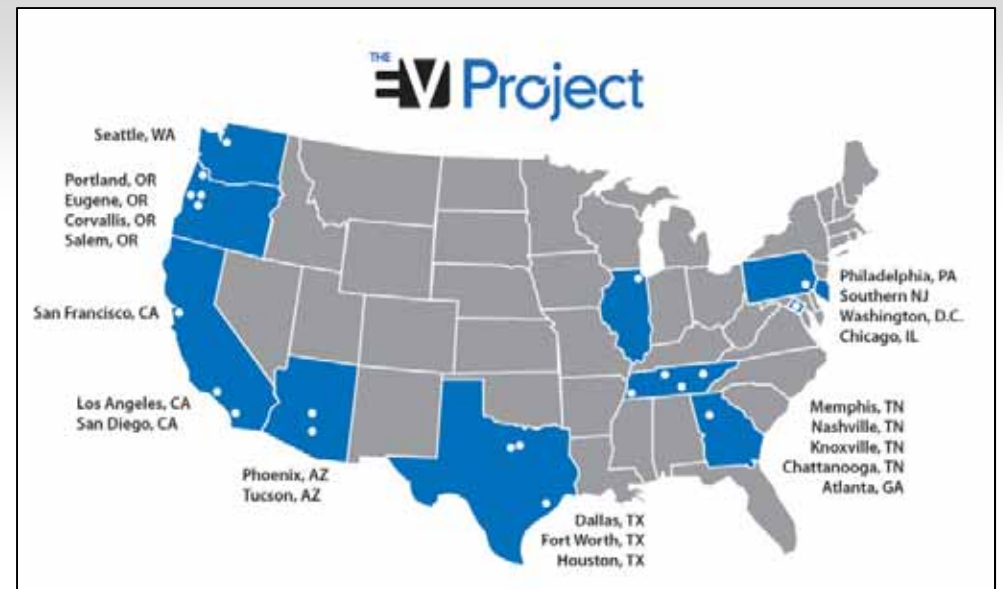 THE
EV Project
Seattle, WA
Portland, OR
Eugene, OR
Corvallis, OR
Salem, OR
San Francisco, CA
Los Angeles, CA
San Diego, CA
Phoenix, AZ
Tucson, AZ
Dallas, TX
Fort Worth, TX
Houston, TX
Philadelphia, PA
Southern NJ
Washington, D.C.
Chicago, IL
Memphis, TN
Nashville, TN
Knoxville, TN
Chattanooga, TN
Atlanta, GA